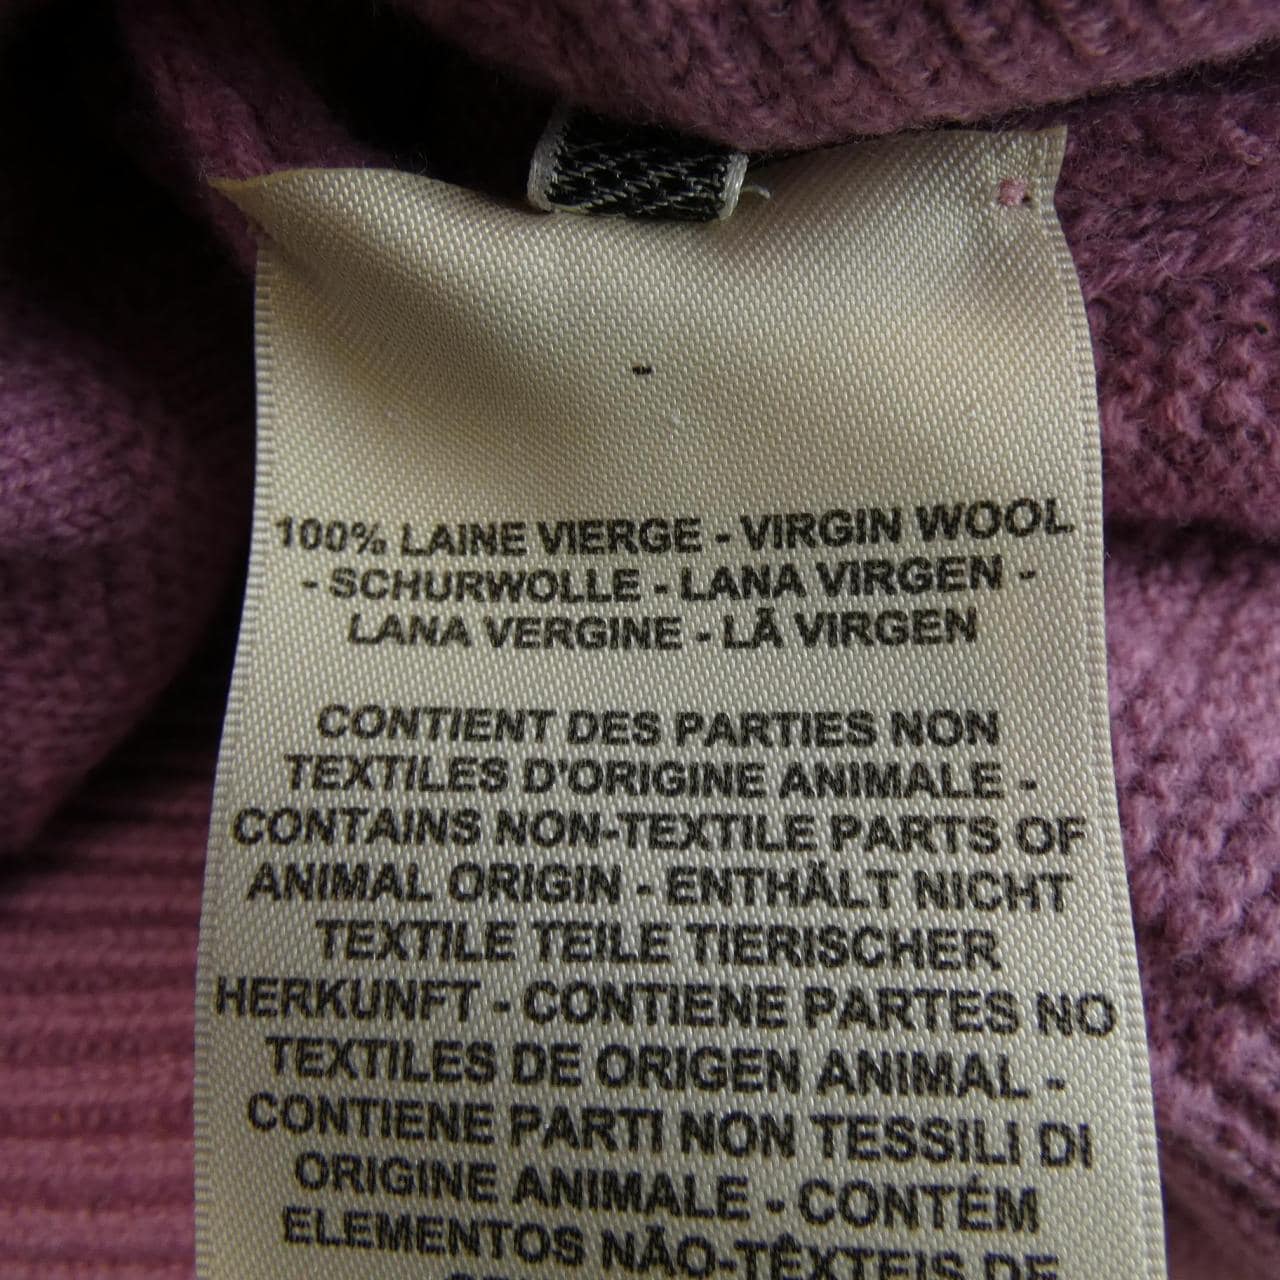 100% LAINE VIERGE - VIRGIN WOOL
- SCHURWOLLE - LANA VIRGEN -
LANA VERGINE - LÃ VIRGEN
CONTIENT DES PARTIES NON
TEXTILES D'ORIGINE ANIMALE -
CONTAINS NON-TEXTILE PARTS OF
ANIMAL ORIGIN - ENTHÄLT NICHT
TEXTILE TEILE TIERISCHER
HERKUNFT - CONTIENE PARTES NO
TEXTILES DE ORIGEN ANIMAL -
CONTIENE PARTI NON TESSILI DI
ORIGINE ANIMALE - CONTÉM
ELEMENTOS NÃO-TÊXTEIS DE